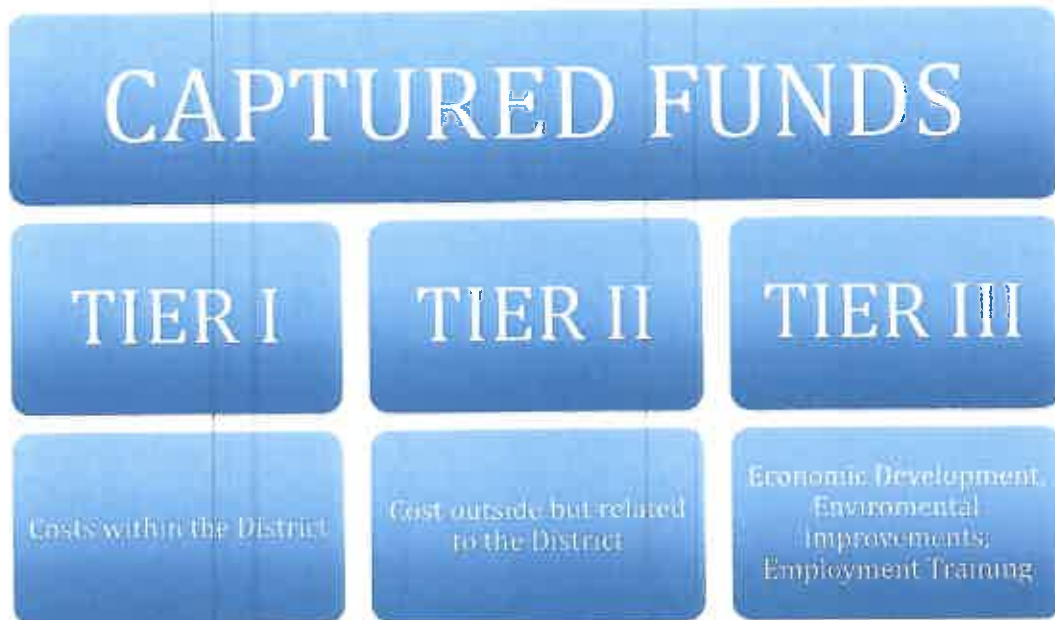 CAPTURED FUNDS
TIER I
TIER II
TIER III
Costs within the District
Cost outside but related
to the District
Economic Development,
Enviromental
improvements;
Employment Training